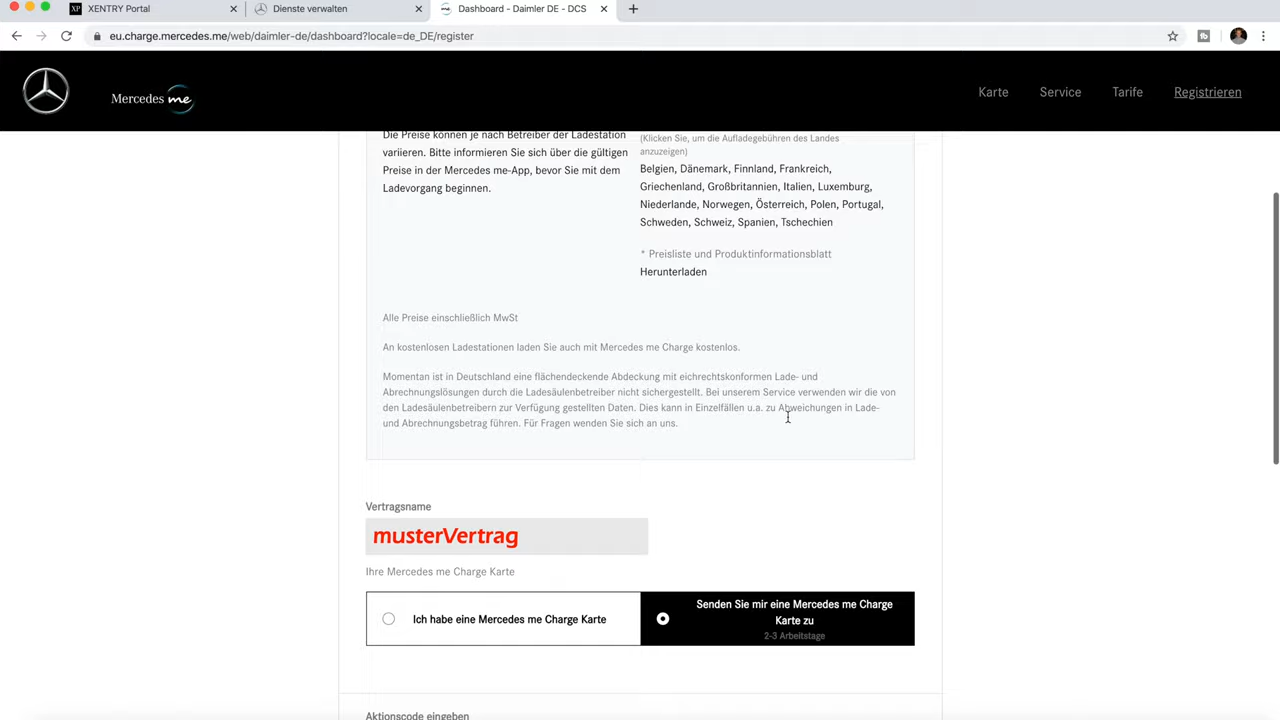 XENTRY Portal
Dienste verwalten
Dashboard - Daimler DE - DCS
eu.charge.mercedes.me/web/daimler-de/dashboard?locale=de_DE/register
Mercedes me
Karte
Service
Tarife
Registrieren
Die Preise können je nach Betreiber der Ladestation
variieren. Bitte informieren Sie sich über die gültigen
Preise in der Mercedes me-App, bevor Sie mit dem
Ladevorgang beginnen.
(Klicken Sie, um die Aufladegebühren des Landes
anzuzeigen)
Belgien, Dänemark, Finnland, Frankreich,
Griechenland, Großbritannien, Italien, Luxemburg,
Niederlande, Norwegen, Österreich, Polen, Portugal,
Schweden, Schweiz, Spanien, Tschechien
* Preisliste und Produktinformationsblatt
Herunterladen
Alle Preise einschließlich MwSt
An kostenlosen Ladestationen laden Sie auch mit Mercedes me Charge kostenlos.
Momentan ist in Deutschland eine flächendeckende Abdeckung mit eichrechtskonformen Lade- und
Abrechnungslösungen durch die Ladesäulenbetreiber nicht sichergestellt. Bei unserem Service verwenden wir die von
den Ladesäulenbetreibern zur Verfügung gestellten Daten. Dies kann in Einzelfällen u.a. zu Abweichungen in Lade-
und Abrechnungsbetrag führen. Für Fragen wenden Sie sich an uns.
Vertragsname
musterVertrag
Ihre Mercedes me Charge Karte
Ich habe eine Mercedes me Charge Karte
Senden Sie mir eine Mercedes me Charge
Karte zu
2-3 Arbeitstage
Aktionscode eingeben